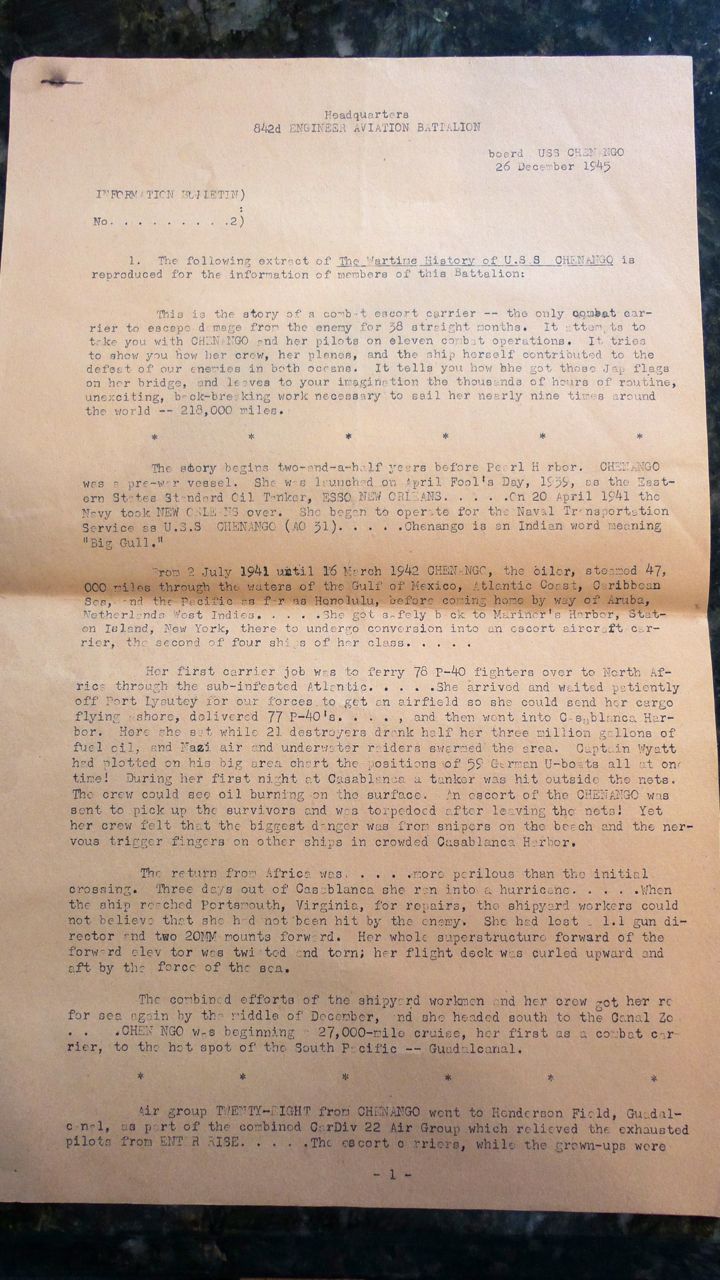 Headquarters
842d ENGINEER AVIATION BATTALION
board USS CHENANGO
26 December 1945
INFORMATION BULLETIN)
:
No. . . . . . . . . .2)
1. The following extract of The Wartime History of U.S.S CHENANGO is
reproduced for the information of members of this Battalion:
This is the story of a combat escort carrier -- the only combat car-
rier to escape damage from the enemy for 38 straight months. It attempts to
take you with CHENANGO and her pilots on eleven combat operations. It tries
to show you how her crew, her planes, and the ship herself contributed to the
defeat of our enemies in both oceans. It tells you how she got those Jap flags
on her bridge, and leaves to your imagination the thousands of hours of routine,
unexciting, back-breaking work necessary to sail her nearly nine times around
the world -- 218,000 miles.
* * * * * *
The story begins two-and-a-half years before Pearl Harbor. CHENANGO
was a pre-war vessel. She was launched on April Fool's Day, 1939, as the East-
ern States Standard Oil Tanker, ESSO NEW ORLEANS. . . . .On 20 April 1941 the
Navy took NEW ORLEANS over. She began to operate for the Naval Transportation
Service as U.S.S CHENANGO (AO 31). . . . .Chenango is an Indian word meaning
"Big Gull."
From 2 July 1941 until 16 March 1942 CHENANGO, the oiler, steamed 47,
000 miles through the waters of the Gulf of Mexico, Atlantic Coast, Caribbean
Sea, and the Pacific as far as Honolulu, before coming home by way of Aruba,
Netherlands West Indies. . . . .She got safely back to Mariner's Harbor, Stat-
en Island, New York, there to undergo conversion into an escort aircraft car-
rier, the second of four ships of her class. . . . .
Her first carrier job was to ferry 78 P-40 fighters over to North Af-
rica through the sub-infested Atlantic. . . . .She arrived and waited patiently
off Port Lyautey for our forces to get an airfield so she could send her cargo
flying ashore, delivered 77 P-40's. . . . ., and then went into Casablanca Har-
bor. Here she sat while 21 destroyers drank half her three million gallons of
fuel oil, and Nazi air and underwater raiders swarmed the area. Captain Wyatt
had plotted on his big area chart the positions of 59 German U-boats all at one
time! During her first night at Casablanca a tanker was hit outside the nets.
The crew could see oil burning on the surface. An escort of the CHENANGO was
sent to pick up the survivors and was torpedoed after leaving the nets! Yet
her crew felt that the biggest danger was from snipers on the beach and the ner-
vous trigger fingers on other ships in crowded Casablanca Harbor.
The return from Africa was. . . . .more perilous than the initial
crossing. Three days out of Casablanca she ran into a hurricane. . . . .When
the ship reached Portsmouth, Virginia, for repairs, the shipyard workers could
not believe that she had not been hit by the enemy. She had lost a 1.1 gun di-
rector and two 20MM mounts forward. Her whole superstructure forward of the
forward elevator was twisted and torn; her flight deck was curled upward and
aft by the force of the sea.
The combined efforts of the shipyard workmen and her crew got her re
for sea again by the middle of December, and she headed south to the Canal Zo
. . .CHENANGO was beginning a 27,000-mile cruise, her first as a combat car-
rier, to the hot spot of the South Pacific -- Guadalcanal.
* * * * * *
Air group TWENTY-EIGHT from CHENANGO went to Henderson Field, Guadal-
canal, as part of the combined CarDiv 22 Air Group which relieved the exhausted
pilots from ENTERPRISE. . . . .The escort carriers, while the grown-ups were
- 1 -